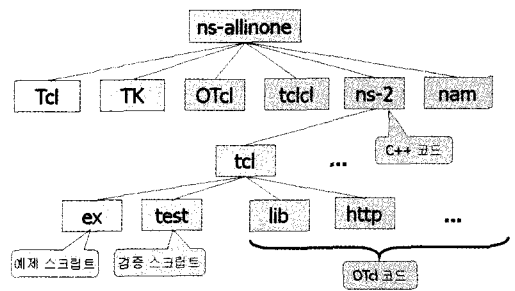 ns-allinone
Tcl TK OTcl tclcl ns-2 nam
C++ 코드
tcl ...
ex test lib http ...
예제 스크립트 검증 스크립트
OTcl 코드